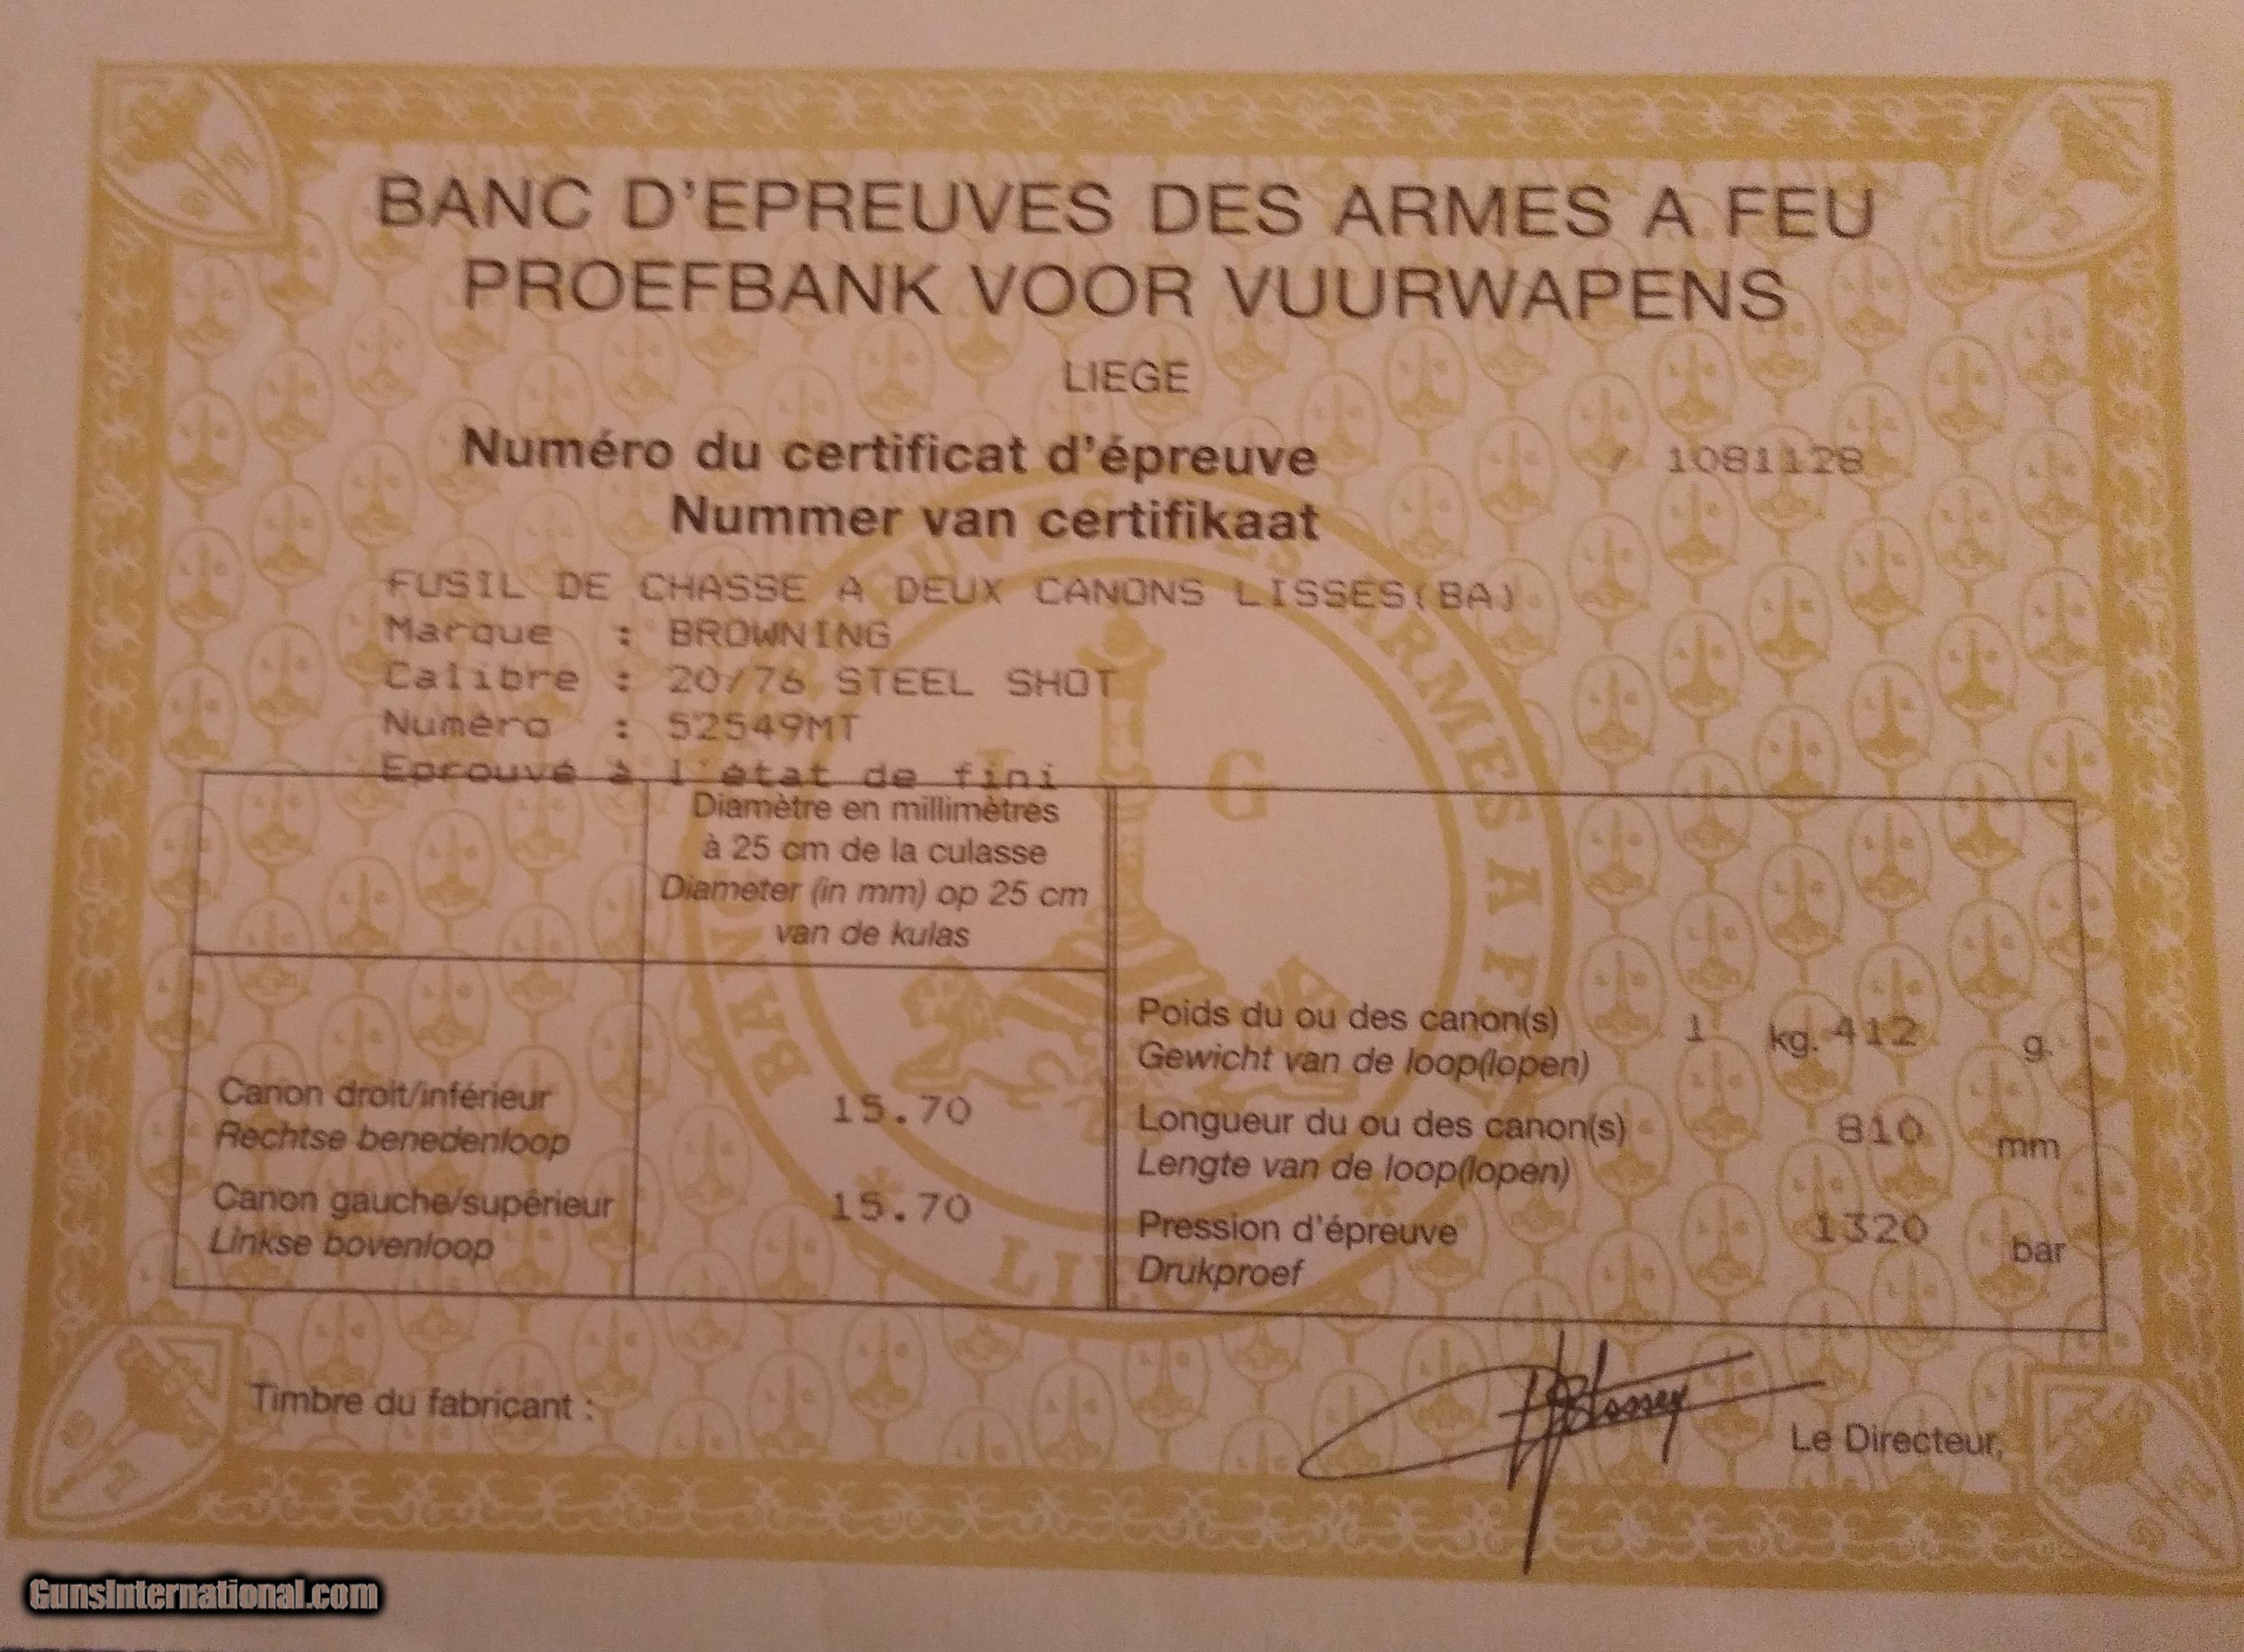 BANC D'EPREUVES DES ARMES A FEU
PROEFBANK VOOR VUURWAPENS
LIEGE
Numéro du certificat d'épreuve / 1081128
Nummer van certifikaat
FUSIL DE CHASSE A DEUX CANONS LISSES(BA)
Marque : BROWNING
Calibre : 20/76 STEEL SHOT
Numéro : 52549MT
Eprouvé à l'état de fini
Diamètre en millimètres
à 25 cm de la culasse
Diameter (in mm) op 25 cm
van de kulas
Canon droit/inférieur 15.70
Rechtse benedenloop
Canon gauche/supérieur 15.70
Linkse bovenloop
Poids du ou des canon(s) 1 kg. 412 g.
Gewicht van de loop(lopen)
Longueur du ou des canon(s) 810 mm
Lengte van de loop(lopen)
Pression d'épreuve 1320 bar
Drukproef
Timbre du fabricant :
Le Directeur,
GunsInternational.com